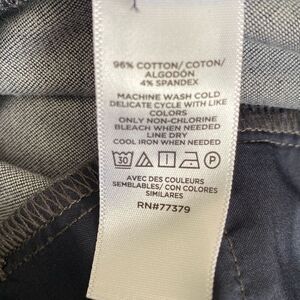 96% COTTON/ COTON/
ALGODÓN
4% SPANDEX
MACHINE WASH COLD
DELICATE CYCLE WITH LIKE
COLORS
ONLY NON-CHLORINE
BLEACH WHEN NEEDED
LINE DRY
COOL IRON WHEN NEEDED
30 P
AVEC DES COULEURS
SEMBLABLES/ CON COLORES
SIMILARES
RN#77379